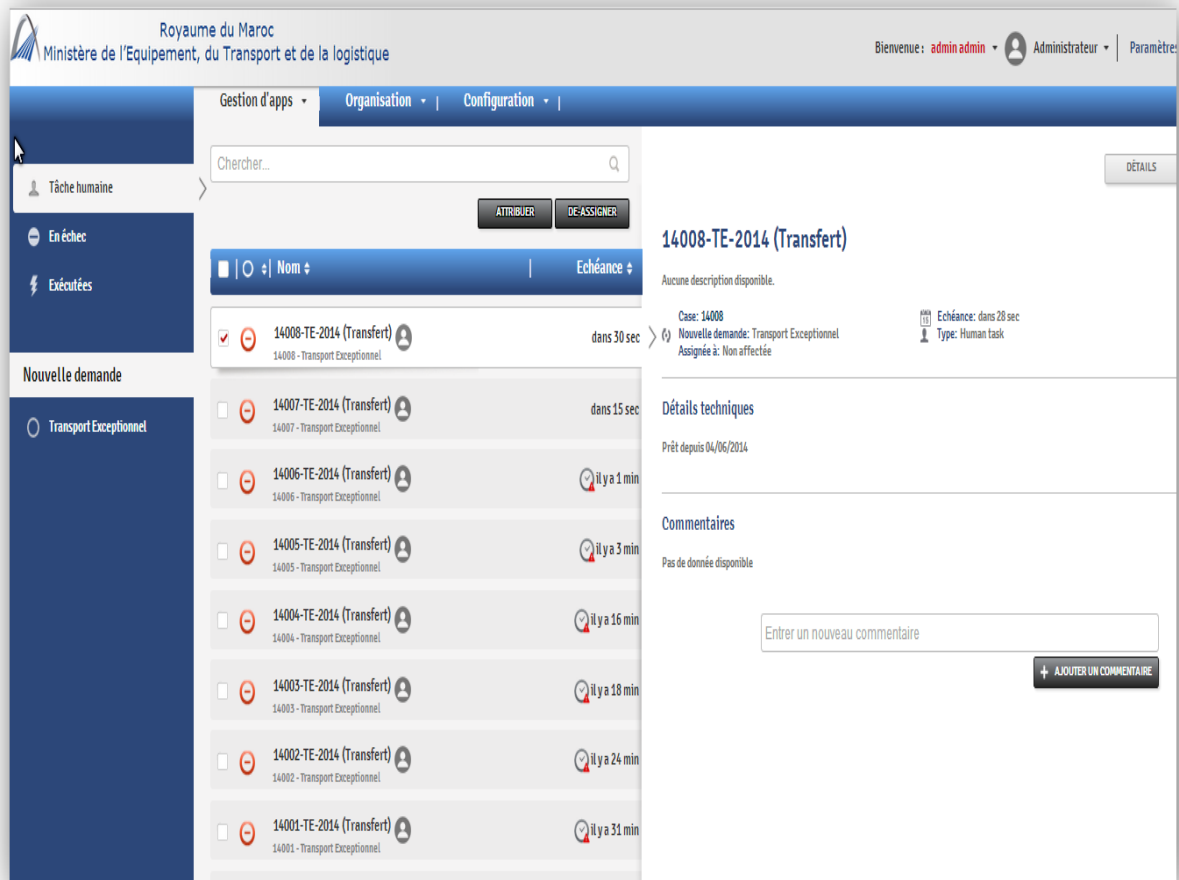 Royaume du Maroc
Ministère de l'Equipement, du Transport et de la logistique
Bienvenue : admin admin
Administrateur
Paramètres
Gestion d'apps
Organisation
Configuration
Tâche humaine
En échec
Exécutées
Nouvelle demande
Transport Exceptionnel
Chercher...
ATTRIBUER
DE-ASSIGNER
Nom
Echéance
14008-TE-2014 (Transfert)
14008 - Transport Exceptionnel
dans 30 sec
14007-TE-2014 (Transfert)
14007 - Transport Exceptionnel
dans 15 sec
14006-TE-2014 (Transfert)
14006 - Transport Exceptionnel
il y a 1 min
14005-TE-2014 (Transfert)
14005 - Transport Exceptionnel
il y a 3 min
14004-TE-2014 (Transfert)
14004 - Transport Exceptionnel
il y a 16 min
14003-TE-2014 (Transfert)
14003 - Transport Exceptionnel
il y a 18 min
14002-TE-2014 (Transfert)
14002 - Transport Exceptionnel
il y a 24 min
14001-TE-2014 (Transfert)
14001 - Transport Exceptionnel
il y a 31 min
DÉTAILS
14008-TE-2014 (Transfert)
Aucune description disponible.
Case: 14008
Nouvelle demande: Transport Exceptionnel
Assignée à: Non affectée
15
Echéance: dans 28 sec
Type: Human task
Détails techniques
Prêt depuis 04/06/2014
Commentaires
Pas de donnée disponible
Entrer un nouveau commentaire
+ AJOUTER UN COMMENTAIRE